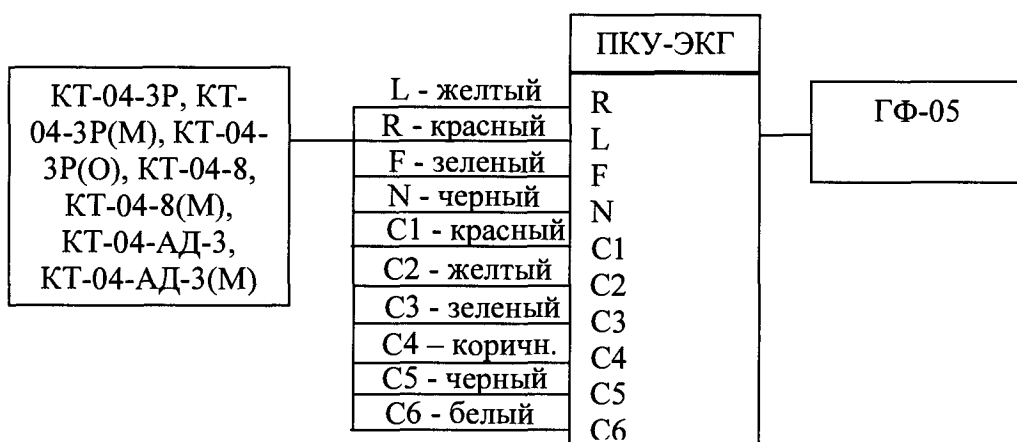 КТ-04-3Р, КТ-
04-3Р(М), КТ-04-
3Р(О), КТ-04-8,
КТ-04-8(М),
КТ-04-АД-3,
КТ-04-АД-3(М)
L - желтый
R - красный
F - зеленый
N - черный
C1 - красный
C2 - желтый
C3 - зеленый
C4 – коричн.
C5 - черный
C6 - белый
ПКУ-ЭКГ
R
L
F
N
C1
C2
C3
C4
C5
C6
ГФ-05